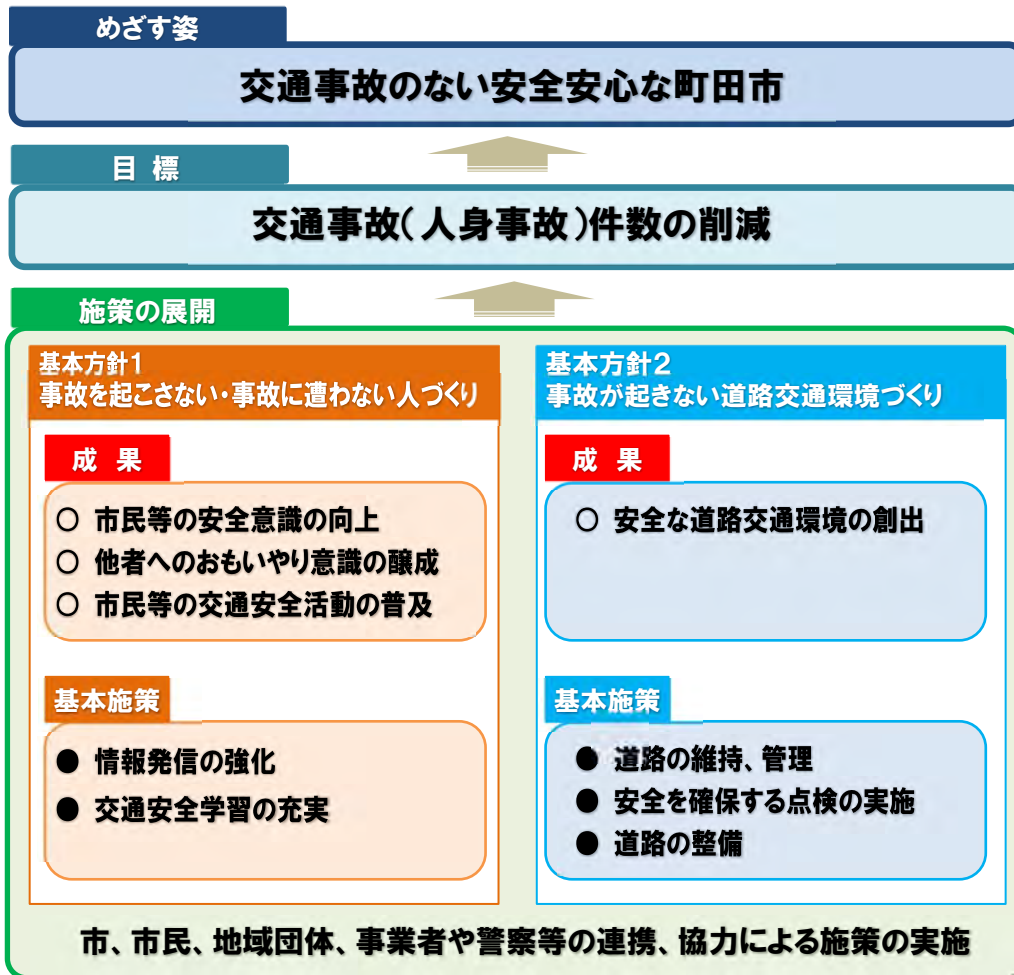 めざす姿
交通事故のない安全安心な町田市
目 標
交通事故(人身事故)件数の削減
施策の展開
基本方針1
事故を起こさない・事故に遭わない人づくり
成 果
○ 市民等の安全意識の向上
○ 他者へのおもいやり意識の醸成
○ 市民等の交通安全活動の普及
基本施策
● 情報発信の強化
● 交通安全学習の充実
基本方針2
事故が起きない道路交通環境づくり
成 果
○ 安全な道路交通環境の創出
基本施策
● 道路の維持、管理
● 安全を確保する点検の実施
● 道路の整備
市、市民、地域団体、事業者や警察等の連携、協力による施策の実施